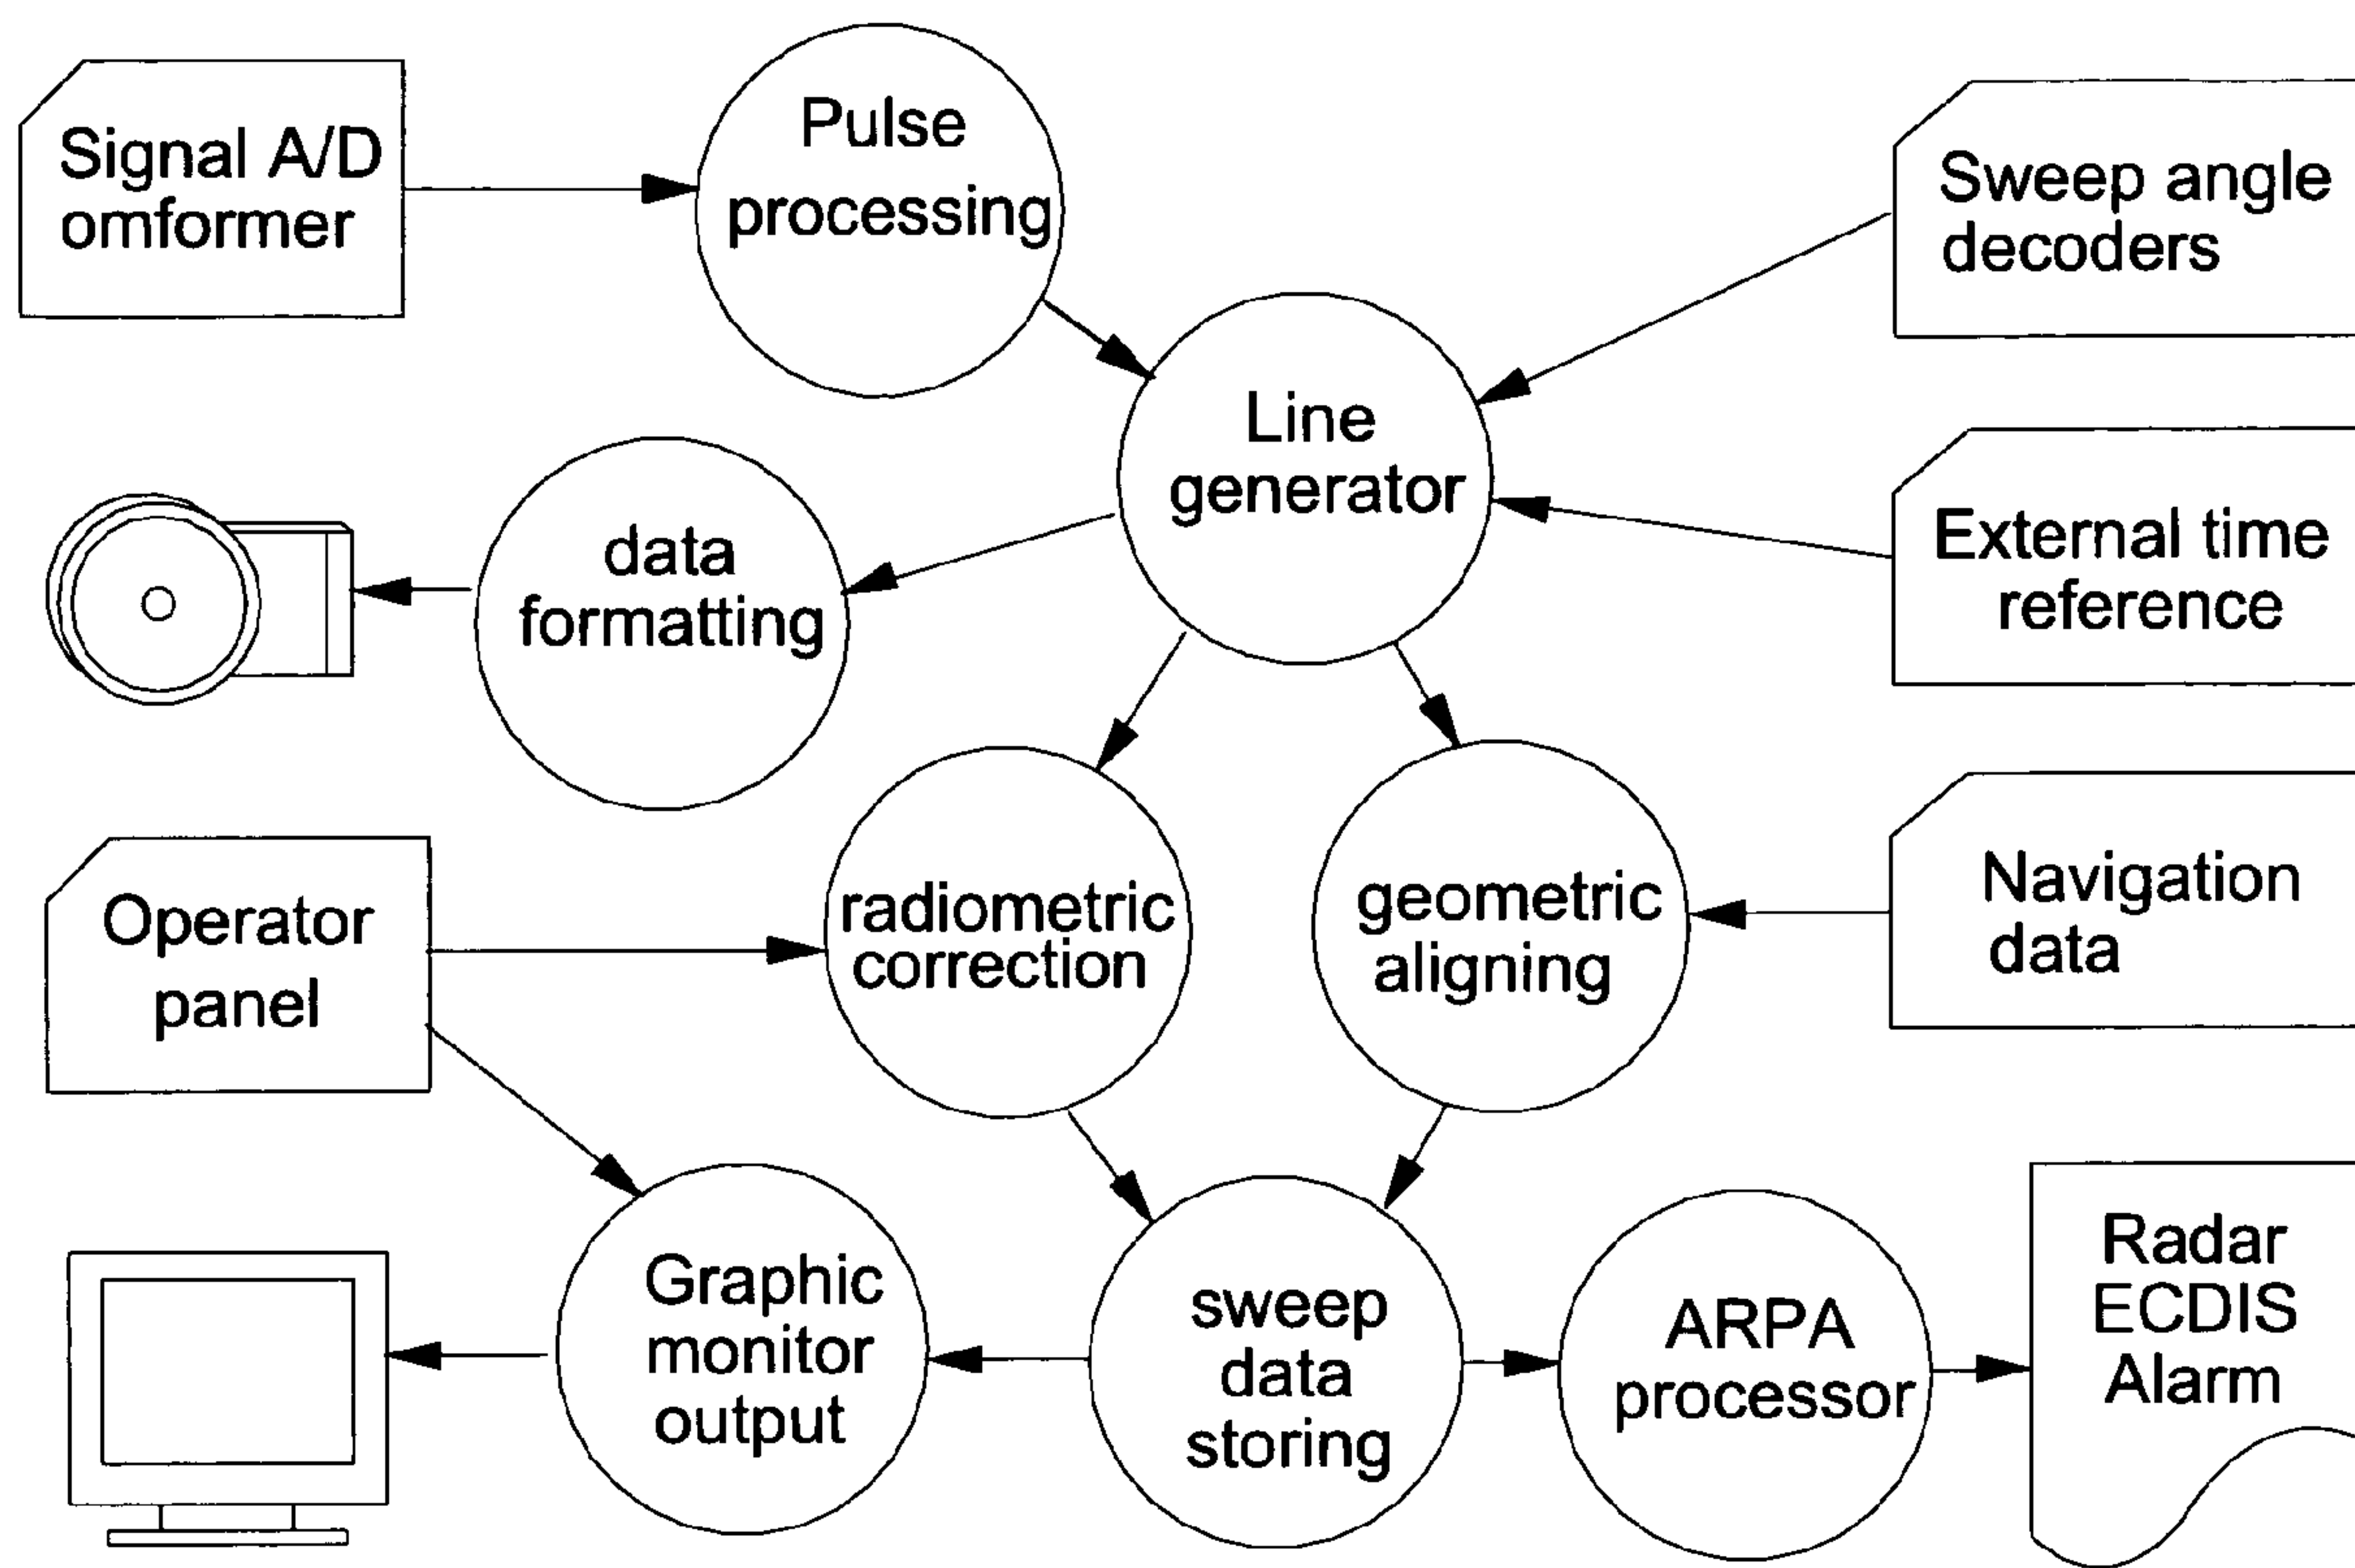 Signal A/D
omformer
Pulse
processing
Sweep angle
decoders
Line
generator
data
formatting
External time
reference
Operator
panel
radiometric
correction
geometric
aligning
Navigation
data
Graphic
monitor
output
sweep
data
storing
ARPA
processor
Radar
ECDIS
Alarm